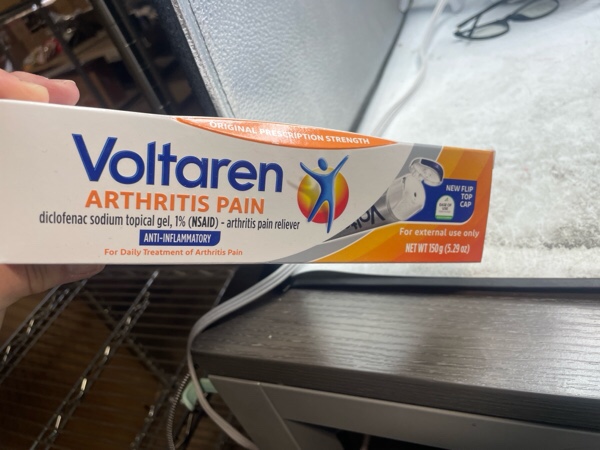 ORIGINAL PRESCRIPTION STRENGTH
Voltaren
ARTHRITIS PAIN
diclofenac sodium topical gel, 1% (NSAID) - arthritis pain reliever
ANTI-INFLAMMATORY
For Daily Treatment of Arthritis Pain
NEW FLIP
TOP
CAP
For external use only
NET WT 150g (5.29 oz)